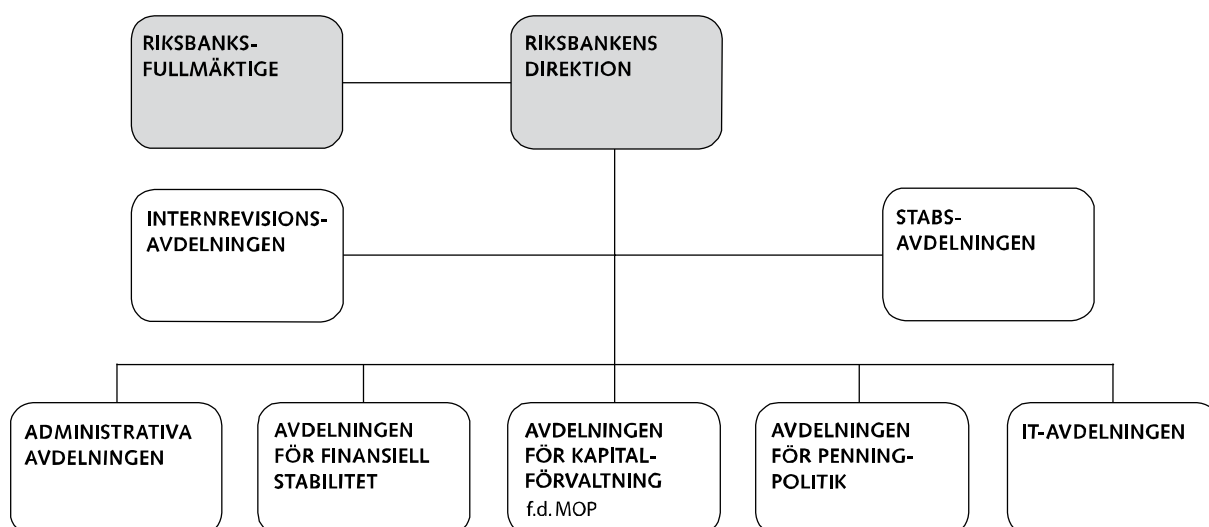 RIKSBANKS-
FULLMÄKTIGE
RIKSBANKENS
DIREKTION
INTERNREVISIONS-
AVDELNINGEN
STABS-
AVDELNINGEN
ADMINISTRATIVA
AVDELNINGEN
AVDELNINGEN
FÖR FINANSIELL
STABILITET
AVDELNINGEN
FÖR KAPITAL-
FÖRVALTNING
f.d. MOP
AVDELNINGEN
FÖR PENNING-
POLITIK
IT-AVDELNINGEN